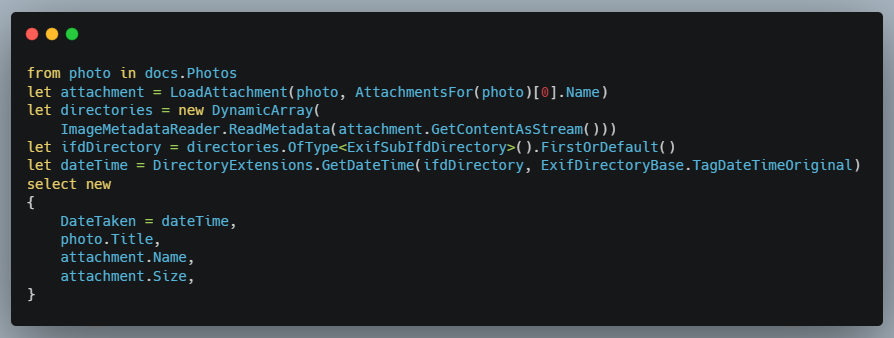 from photo in docs.Photos
let attachment = LoadAttachment(photo, AttachmentsFor(photo)[0].Name)
let directories = new DynamicArray(
    ImageMetadataReader.ReadMetadata(attachment.GetContentAsStream()))
let ifdDirectory = directories.OfType<ExifSubIfdDirectory>().FirstOrDefault()
let dateTime = DirectoryExtensions.GetDateTime(ifdDirectory, ExifDirectoryBase.TagDateTimeOriginal)
select new
{
    DateTaken = dateTime,
    photo.Title,
    attachment.Name,
    attachment.Size,
}